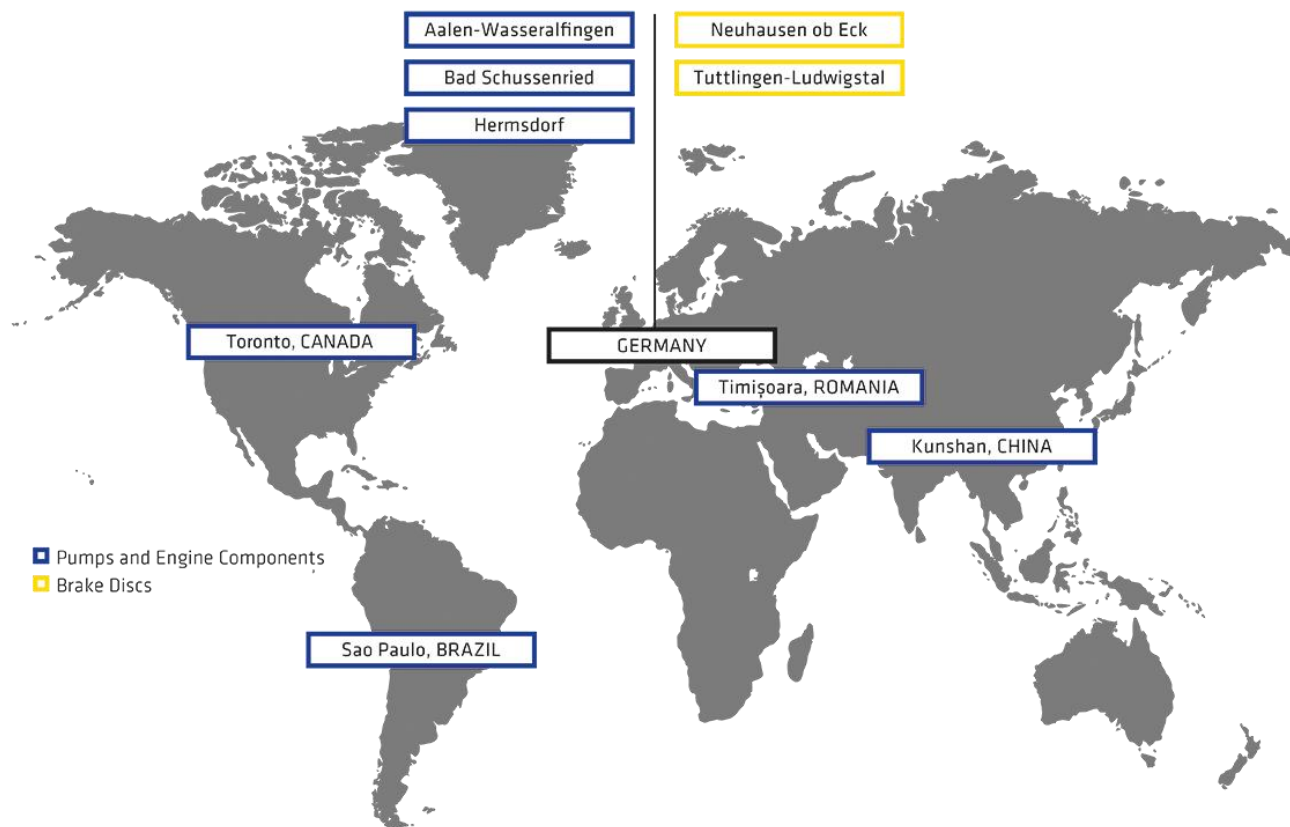 Aalen-Wasseralfingen
Neuhausen ob Eck
Bad Schussenried
Tuttlingen-Ludwigstal
Hermsdorf
Toronto, CANADA
GERMANY
Timișoara, ROMANIA
Kunshan, CHINA
Pumps and Engine Components
Brake Discs
Sao Paulo, BRAZIL